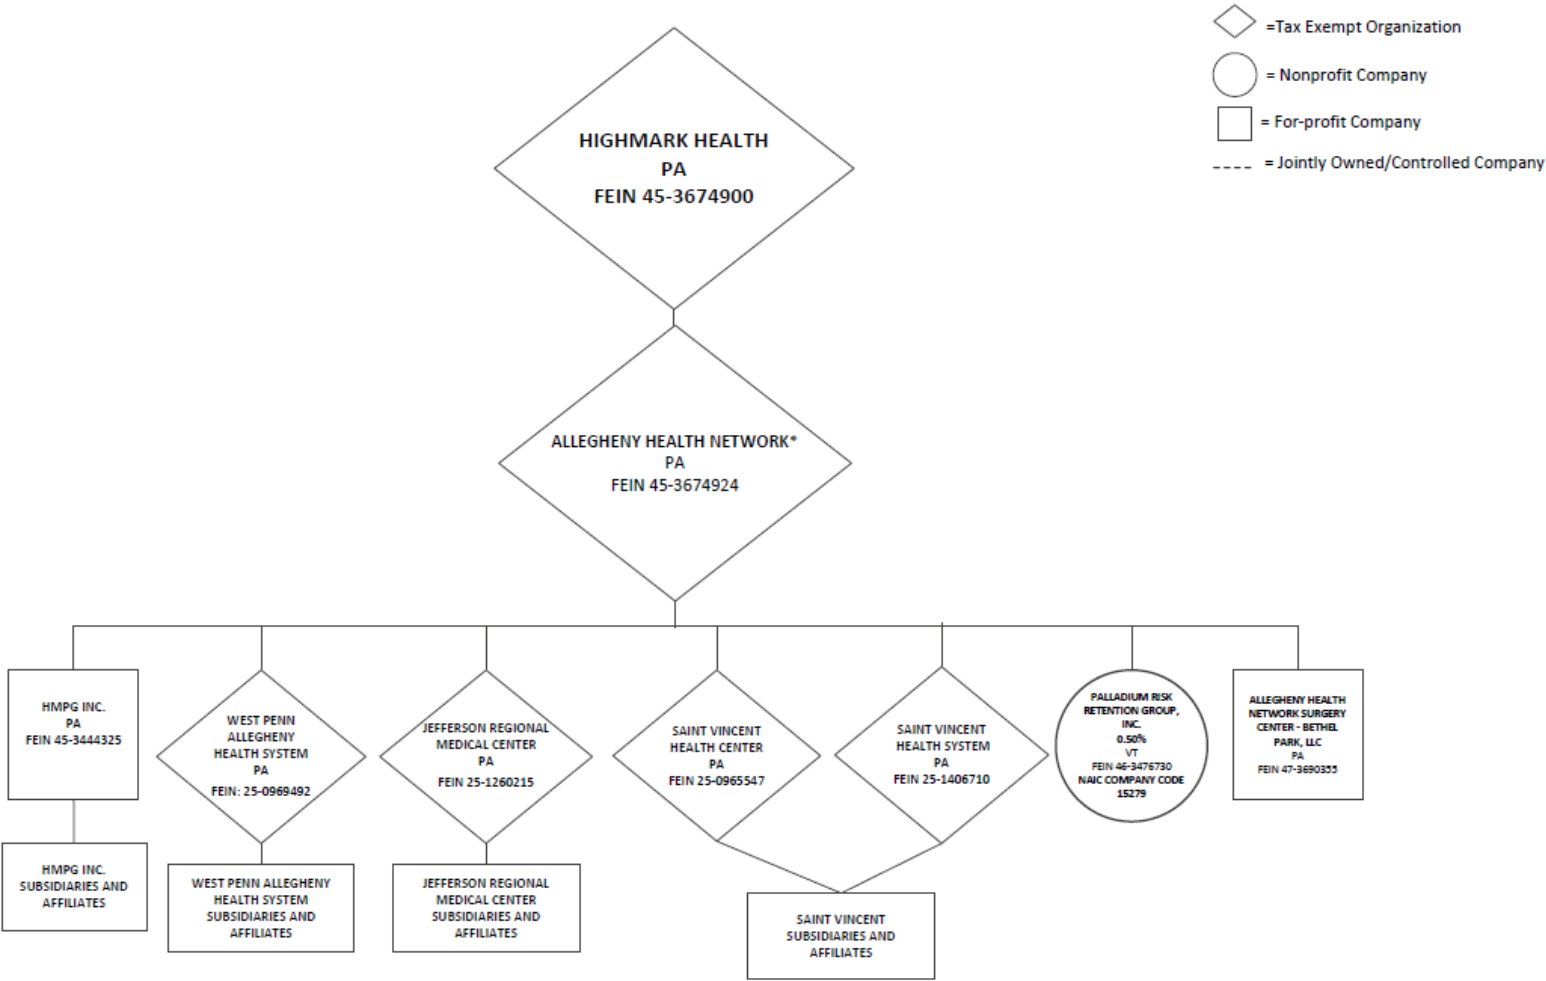 =Tax Exempt Organization
= Nonprofit Company
= For-profit Company
= Jointly Owned/Controlled Company
HIGHMARK HEALTH
PA
FEIN 45-3674900
ALLEGHENY HEALTH NETWORK*
PA
FEIN 45-3674924
HMPG INC.
PA
FEIN 45-3444325
WEST PENN
ALLEGHENY
HEALTH SYSTEM
PA
FEIN: 25-0969492
JEFFERSON REGIONAL
MEDICAL CENTER
PA
FEIN 25-1260215
SAINT VINCENT
HEALTH CENTER
PA
FEIN 25-0965547
SAINT VINCENT
HEALTH SYSTEM
PA
FEIN 25-1406710
PALLADIUM RISK
RETENTION GROUP,
INC.
0.50%
VT
FEIN 46-3476730
NAIC COMPANY CODE
15279
ALLEGHENY HEALTH
NETWORK SURGERY
CENTER - BETHEL
PARK, LLC
PA
FEIN 47-3690355
HMPG INC.
SUBSIDIARIES AND
AFFILIATES
WEST PENN ALLEGHENY
HEALTH SYSTEM
SUBSIDIARIES AND
AFFILIATES
JEFFERSON REGIONAL
MEDICAL CENTER
SUBSIDIARIES AND
AFFILIATES
SAINT VINCENT
SUBSIDIARIES AND
AFFILIATES